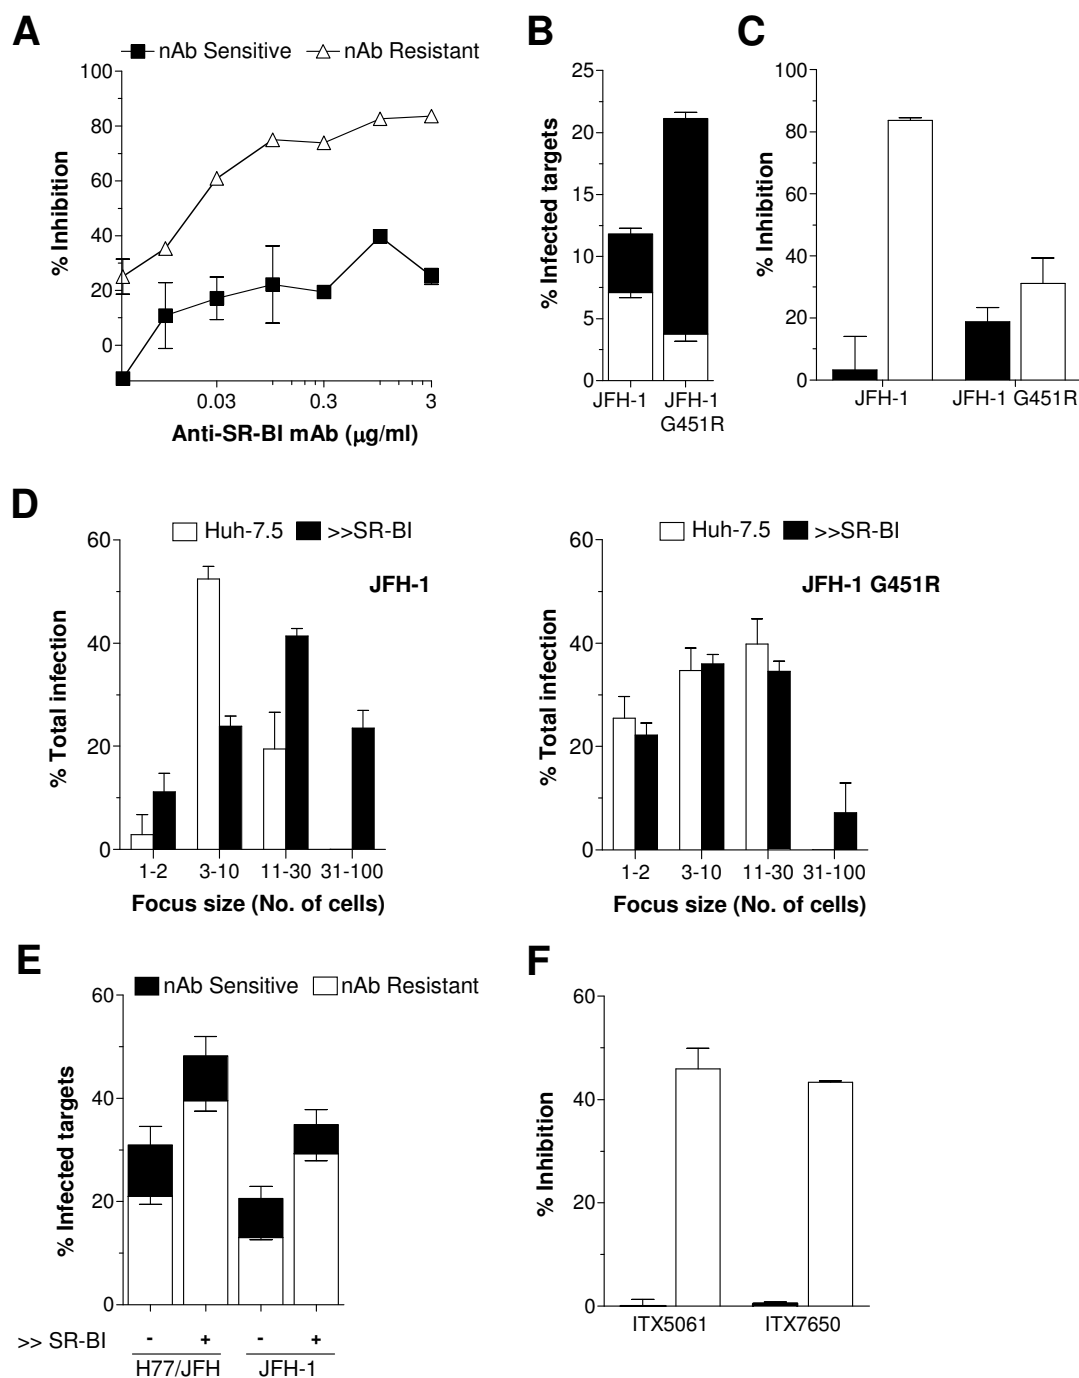 A
nAb Sensitive nAb Resistant
100
80
60
40
20
0
% Inhibition
0.03 0.3 3
Anti-SR-BI mAb (μg/ml)
B
25
20
15
10
5
0
% Infected targets
JFH-1 JFH-1
G451R
C
100
80
60
40
20
0
% Inhibition
JFH-1 JFH-1 G451R
D
Huh-7.5 >>SR-BI
JFH-1
60
40
20
0
% Total infection
1-2 3-10 11-30 31-100
Focus size (No. of cells)
Huh-7.5 >>SR-BI
JFH-1 G451R
60
40
20
0
% Total infection
1-2 3-10 11-30 31-100
Focus size (No. of cells)
E
nAb Sensitive nAb Resistant
60
40
20
0
% Infected targets
>> SR-BI - + - +
H77/JFH JFH-1
F
60
40
20
0
% Inhibition
ITX5061 ITX7650